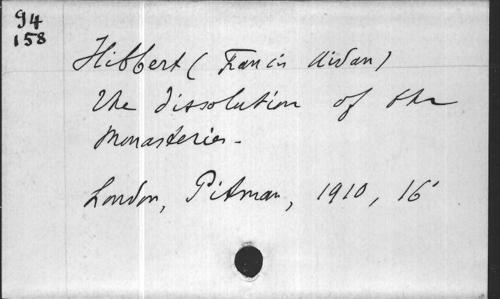 94
158
Hibbert (Francis Aidan)
The dissolution of the
Monasteries.
London, Pitman, 1910, 16'